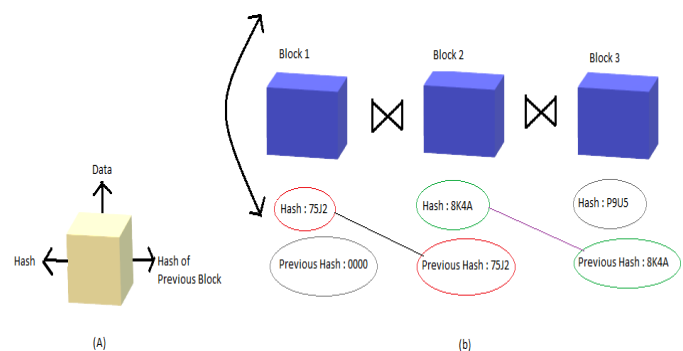 Block 1
Block 2
Block 3
Data
Hash
Hash of
Previous Block
Hash : 75J2
Hash : 8K4A
Hash : P9U5
Previous Hash : 0000
Previous Hash : 75J2
Previous Hash : 8K4A
(A)
(b)